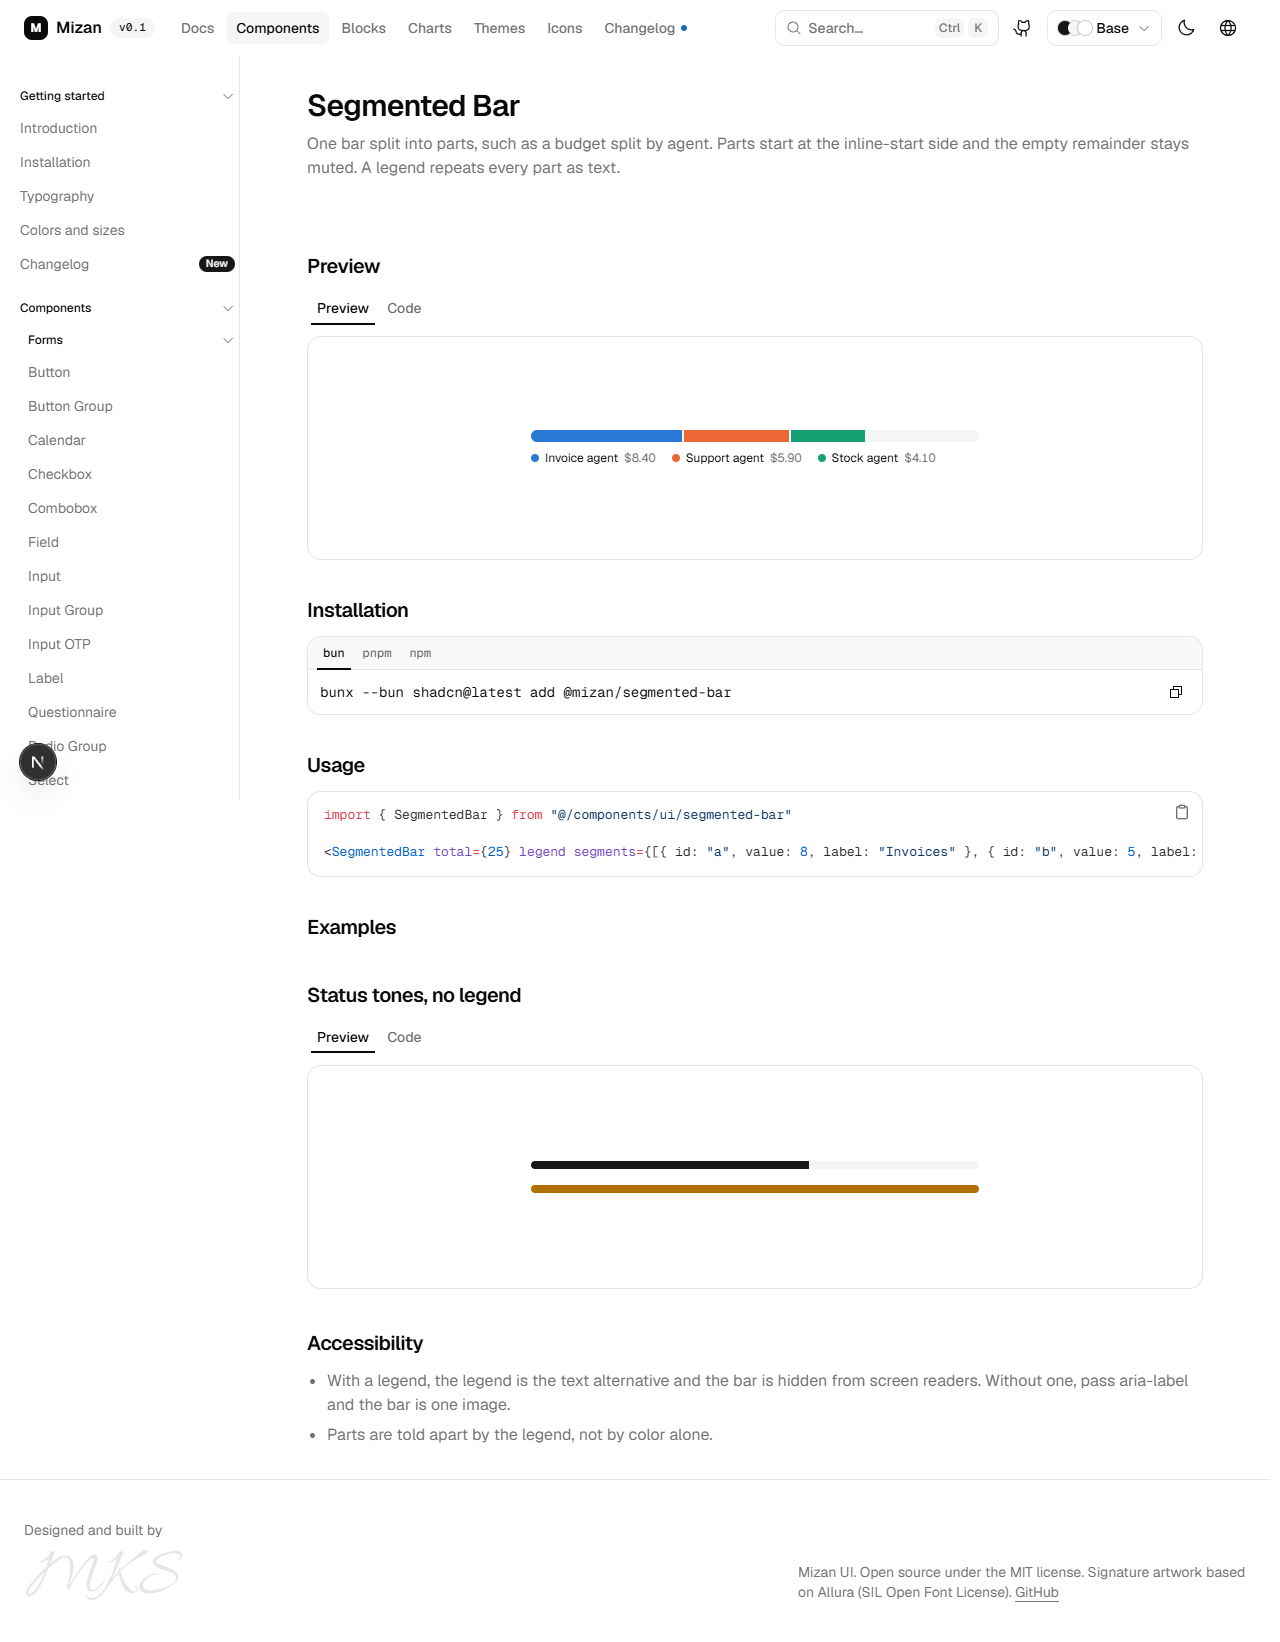 M Mizan v0.1 Docs Components Blocks Charts Themes Icons Changelog Search... Ctrl K Base
Getting started
Introduction
Installation
Typography
Colors and sizes
Changelog New
Components
Forms
Button
Button Group
Calendar
Checkbox
Combobox
Field
Input
Input Group
Input OTP
Label
Questionnaire
Group
N
Segmented Bar
One bar split into parts, such as a budget split by agent. Parts start at the inline-start side and the empty remainder stays
muted. A legend repeats every part as text.
Preview
Preview Code
Invoice agent $8.40 Support agent $5.90 Stock agent $4.10
Installation
bun pnpm npm
bunx --bun shadcn@latest add @mizan/segmented-bar
Usage
import { SegmentedBar } from "@/components/ui/segmented-bar"
<SegmentedBar total={25} legend segments={[{ id: "a", value: 8, label: "Invoices" }, { id: "b", value: 5, label:
Examples
Status tones, no legend
Preview Code
Accessibility
• With a legend, the legend is the text alternative and the bar is hidden from screen readers. Without one, pass aria-label
and the bar is one image.
• Parts are told apart by the legend, not by color alone.
Designed and built by
MKS
Mizan UI. Open source under the MIT license. Signature artwork based
on Allura (SIL Open Font License). GitHub